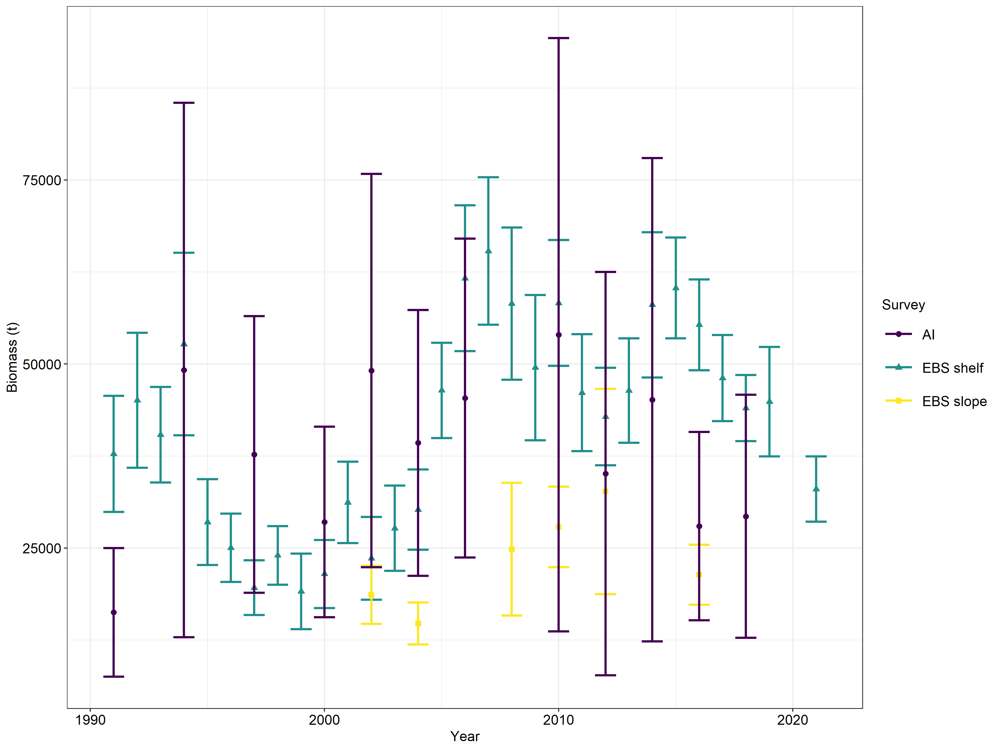 75000
50000
25000
Biomass (t)
1990
2000
2010
2020
Year
Survey
AI
EBS shelf
EBS slope